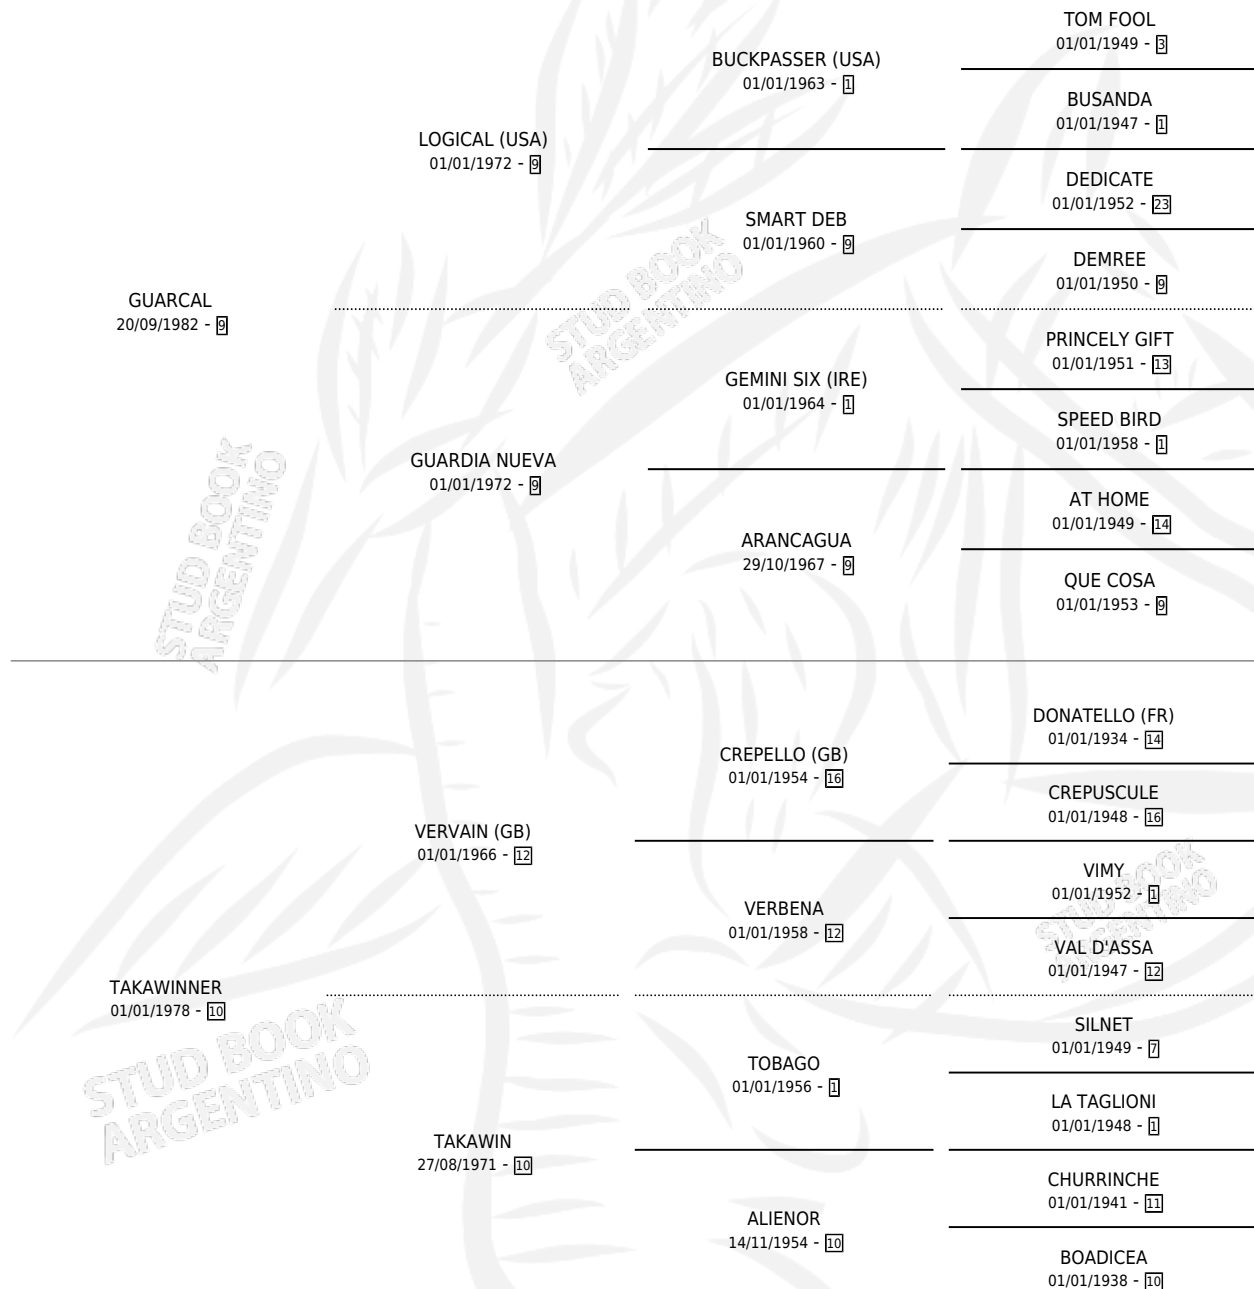 TOM FOOL
01/01/1949 - 3
BUCKPASSER (USA)
01/01/1963 - 1
BUSANDA
01/01/1947 - 1
LOGICAL (USA)
01/01/1972 - 9
DEDICATE
01/01/1952 - 23
SMART DEB
01/01/1960 - 9
DEMREE
01/01/1950 - 9
GUARCAL
20/09/1982 - 9
PRINCELY GIFT
01/01/1951 - 13
GEMINI SIX (IRE)
01/01/1964 - 1
SPEED BIRD
01/01/1958 - 1
GUARDIA NUEVA
01/01/1972 - 9
AT HOME
01/01/1949 - 14
ARANCAGUA
29/10/1967 - 9
QUE COSA
01/01/1953 - 9
DONATELLO (FR)
01/01/1934 - 14
CREPELLO (GB)
01/01/1954 - 16
CREPUSCULE
01/01/1948 - 16
VERVAIN (GB)
01/01/1966 - 12
VIMY
01/01/1952 - 1
VERBENA
01/01/1958 - 12
VAL D'ASSA
01/01/1947 - 12
TAKAWINNER
01/01/1978 - 10
SILNET
01/01/1949 - 7
TOBAGO
01/01/1956 - 1
LA TAGLIONI
01/01/1948 - 1
TAKAWIN
27/08/1971 - 10
CHURRINCHE
01/01/1941 - 11
ALIENOR
14/11/1954 - 10
BOADICEA
01/01/1938 - 10
STUD BOOK
ARGENTINO
STUD BOOK
ARGENTINO
STUD BOOK
ARGENTINO
STUD BOOK
ARGENTINO